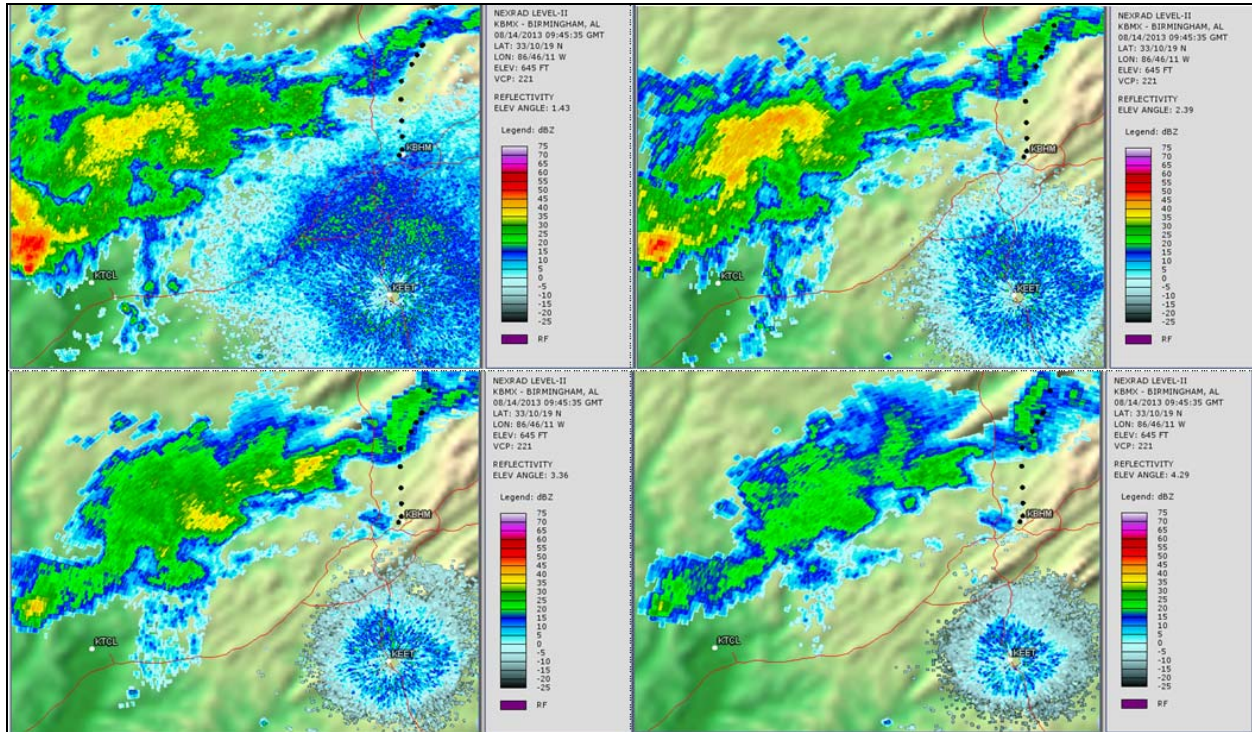 NEXRAD LEVEL-II
KBMX - BIRMINGHAM, AL
08/14/2013 09:45:35 GMT
LAT: 33/10/19 N
LON: 86/46/11 W
ELEV: 645 FT
VCP: 221
REFLECTIVITY
ELEV ANGLE: 1.43
Legend: dBZ
75
70
65
60
55
50
45
40
35
30
25
20
15
10
5
0
-5
-10
-15
-20
-25
RF
KBHM
KTCL
KEET
NEXRAD LEVEL-II
KBMX - BIRMINGHAM, AL
08/14/2013 09:45:35 GMT
LAT: 33/10/19 N
LON: 86/46/11 W
ELEV: 645 FT
VCP: 221
REFLECTIVITY
ELEV ANGLE: 2.39
Legend: dBZ
75
70
65
60
55
50
45
40
35
30
25
20
15
10
5
0
-5
-10
-15
-20
-25
RF
KBHM
KTCL
KEET
NEXRAD LEVEL-II
KBMX - BIRMINGHAM, AL
08/14/2013 09:45:35 GMT
LAT: 33/10/19 N
LON: 86/46/11 W
ELEV: 645 FT
VCP: 221
REFLECTIVITY
ELEV ANGLE: 3.36
Legend: dBZ
75
70
65
60
55
50
45
40
35
30
25
20
15
10
5
0
-5
-10
-15
-20
-25
RF
KBHM
KTCL
KEET
NEXRAD LEVEL-II
KBMX - BIRMINGHAM, AL
08/14/2013 09:45:35 GMT
LAT: 33/10/19 N
LON: 86/46/11 W
ELEV: 645 FT
VCP: 221
REFLECTIVITY
ELEV ANGLE: 4.29
Legend: dBZ
75
70
65
60
55
50
45
40
35
30
25
20
15
10
5
0
-5
-10
-15
-20
-25
RF
KBHM
KTCL
KEET